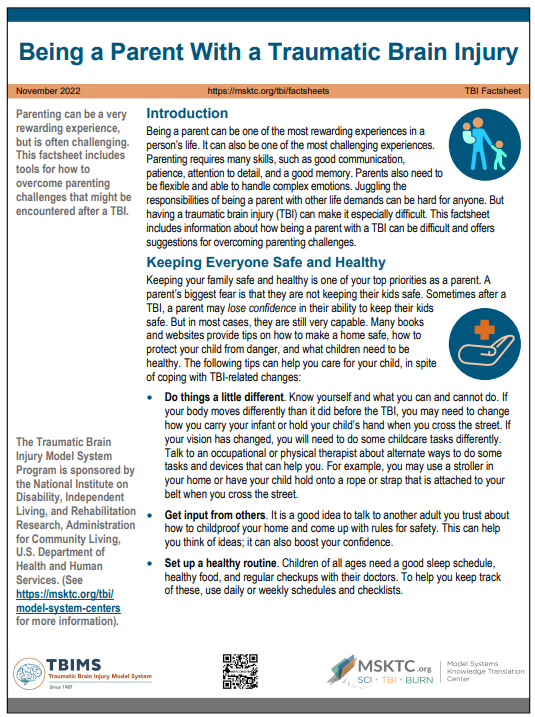 Being a Parent With a Traumatic Brain Injury
November 2022
https://msktc.org/tbi/factsheets
TBI Factsheet
Parenting can be a very
rewarding experience,
but is often challenging.
This factsheet includes
tools for how to
overcome parenting
challenges that might be
encountered after a TBI.
The Traumatic Brain
Injury Model System
Program is sponsored by
the National Institute on
Disability, Independent
Living, and Rehabilitation
Research, Administration
for Community Living,
U.S. Department of
Health and Human
Services. (See
https://msktc.org/tbi/
model-system-centers
for more information).
Introduction
Being a parent can be one of the most rewarding experiences in a
person's life. It can also be one of the most challenging experiences.
Parenting requires many skills, such as good communication,
patience, attention to detail, and a good memory. Parents also need to
be flexible and able to handle complex emotions. Juggling the
responsibilities of being a parent with other life demands can be hard for anyone. But
having a traumatic brain injury (TBI) can make it especially difficult. This factsheet
includes information about how being a parent with a TBI can be difficult and offers
suggestions for overcoming parenting challenges.
Keeping Everyone Safe and Healthy
Keeping your family safe and healthy is one of your top priorities as a parent. A
parent's biggest fear is that they are not keeping their kids safe. Sometimes after a
TBI, a parent may lose confidence in their ability to keep their kids
safe. But in most cases, they are still very capable. Many books
and websites provide tips on how to make a home safe, how to
protect your child from danger, and what children need to be
healthy. The following tips can help you care for your child, in spite
of coping with TBI-related changes:
• Do things a little different. Know yourself and what you can and cannot do. If
your body moves differently than it did before the TBI, you may need to change
how you carry your infant or hold your child's hand when you cross the street. If
your vision has changed, you will need to do some childcare tasks differently.
Talk to an occupational or physical therapist about alternate ways to do some
tasks and devices that can help you. For example, you may use a stroller in
your home or have your child hold onto a rope or strap that is attached to your
belt when you cross the street.
• Get input from others. It is a good idea to talk to another adult you trust about
how to childproof your home and come up with rules for safety. This can help
you think of ideas; it can also boost your confidence.
• Set up a healthy routine. Children of all ages need a good sleep schedule,
healthy food, and regular checkups with their doctors. To help you keep track
of these, use daily or weekly schedules and checklists.
TBIMS
Traumatic Brain Injury Model System
Since 1987
MSKTC.org
SCI · TBI · BURN
Model Systems
Knowledge Translation
Center